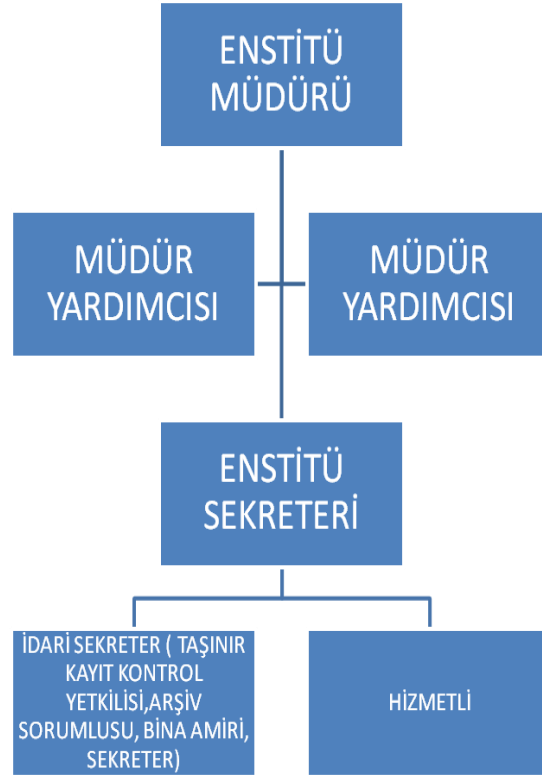 ENSTİTÜ
MÜDÜRÜ
MÜDÜR
YARDIMCISI
MÜDÜR
YARDIMCISI
ENSTİTÜ
SEKRETERİ
İDARİ SEKRETER ( TAŞINIR
KAYIT KONTROL
YETKİLİSİ,ARŞİV
SORUMLUSU, BİNA AMİRİ,
SEKRETER)
HİZMETLİ